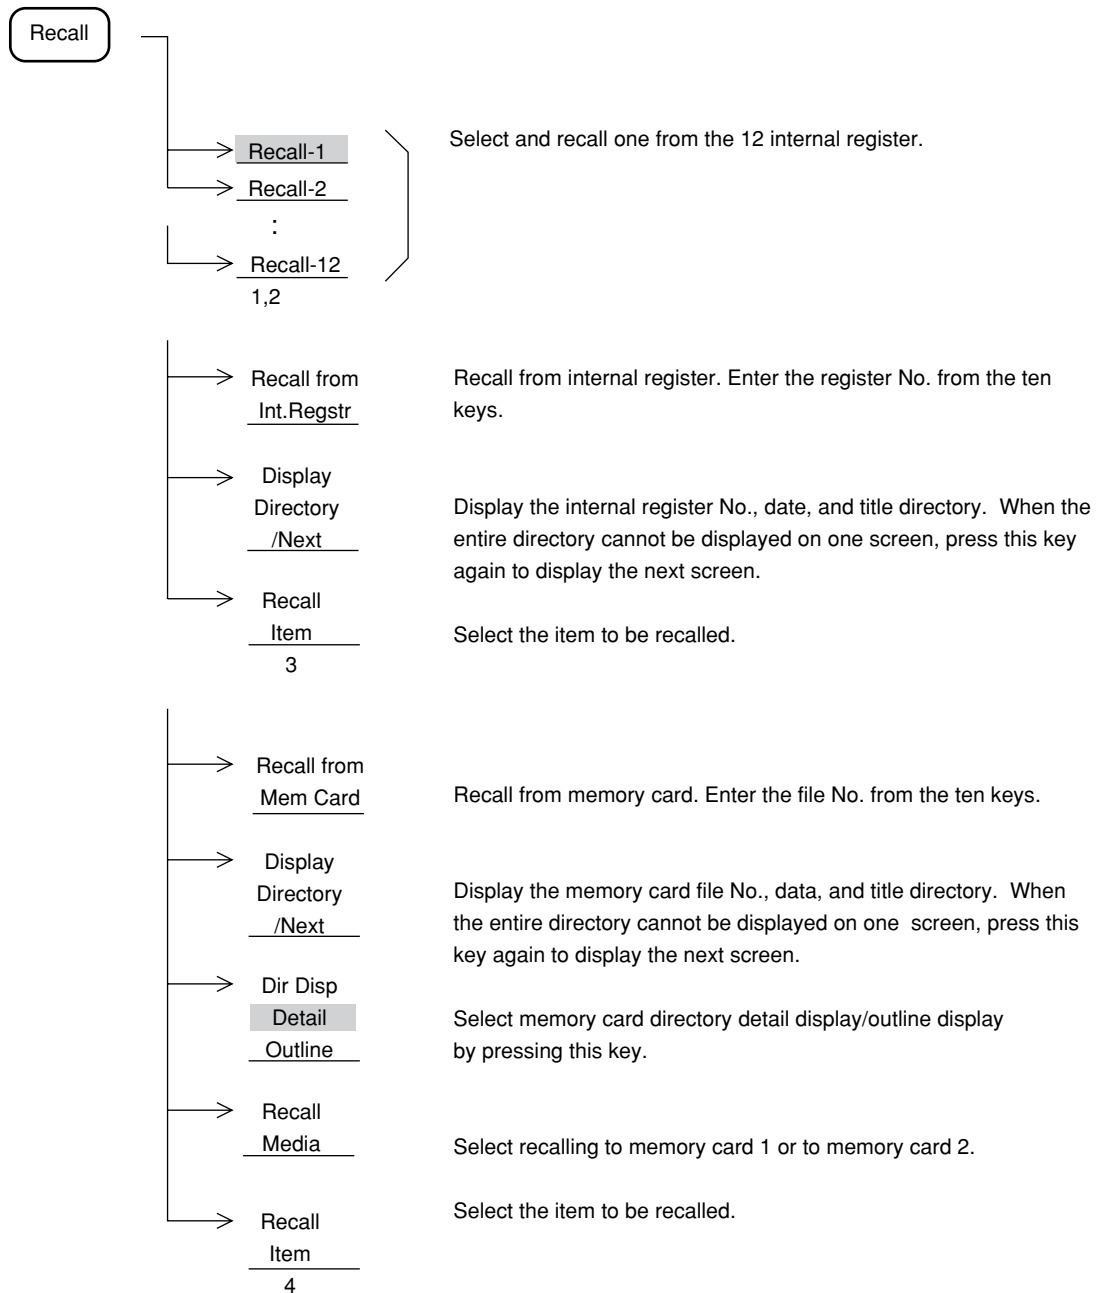 Recall
Recall-1
Select and recall one from the 12 internal register.
Recall-2
:
Recall-12
1,2
Recall from
Int.Regstr
Recall from internal register. Enter the register No. from the ten
keys.
Display
Directory
/Next
Display the internal register No., date, and title directory. When the
entire directory cannot be displayed on one screen, press this key
again to display the next screen.
Recall
Item
3
Select the item to be recalled.
Recall from
Mem Card
Recall from memory card. Enter the file No. from the ten keys.
Display
Directory
/Next
Display the memory card file No., data, and title directory. When
the entire directory cannot be displayed on one screen, press this
key again to display the next screen.
Dir Disp
Detail
Outline
Select memory card directory detail display/outline display
by pressing this key.
Recall
Media
Select recalling to memory card 1 or to memory card 2.
Recall
Item
4
Select the item to be recalled.